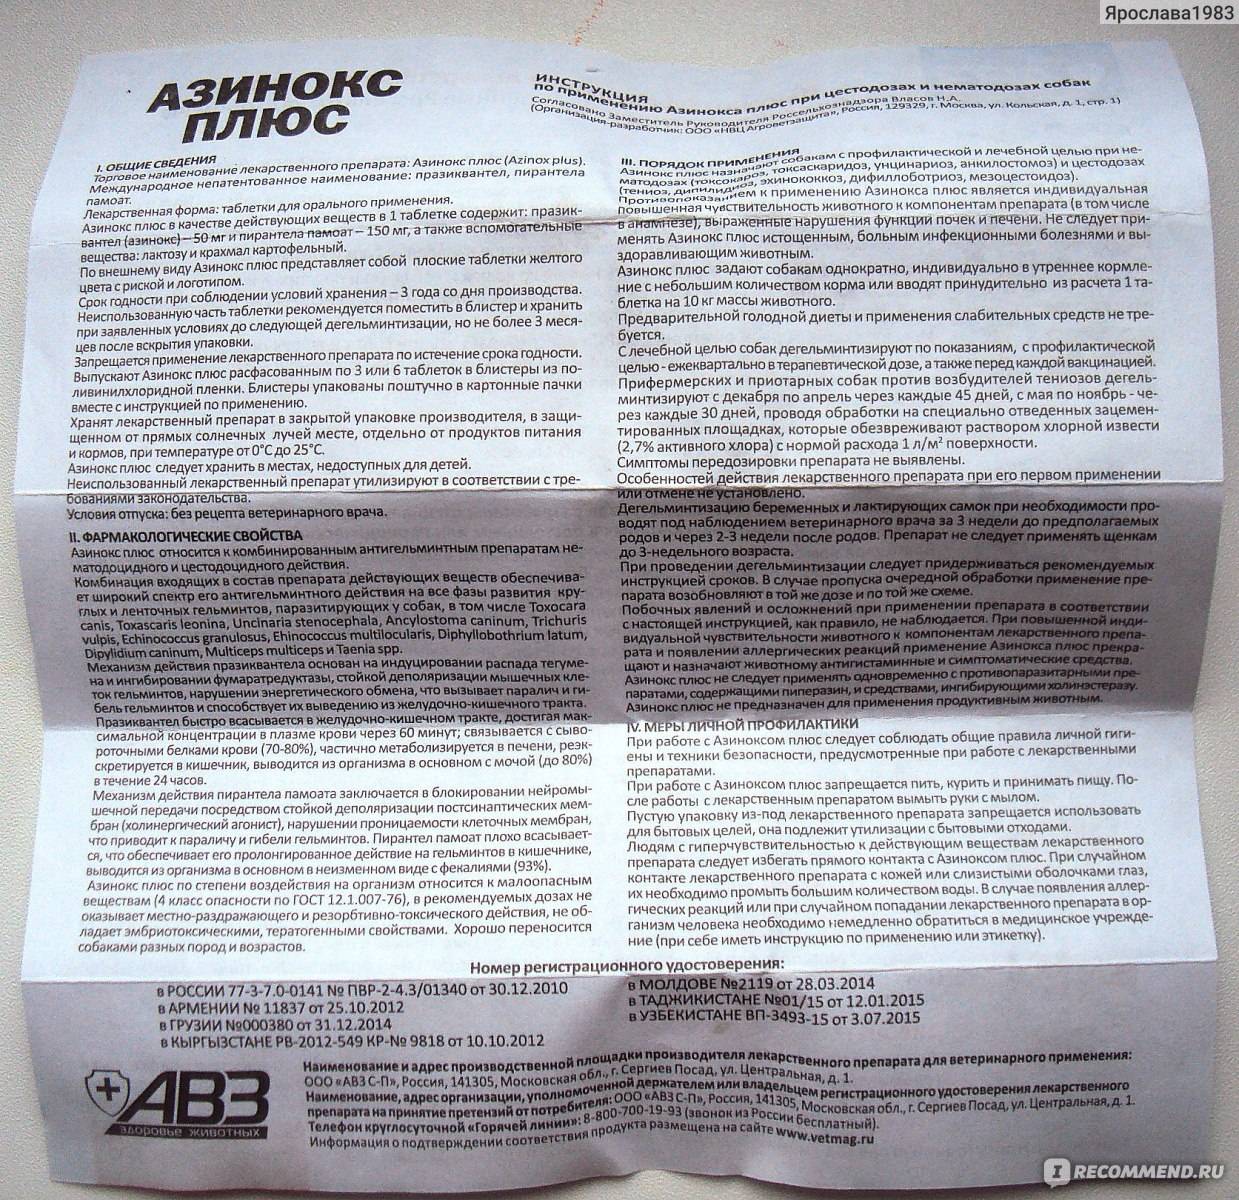 Ярослава1983
АЗИНОКС
ПЛЮС
ИНСТРУКЦИЯ
по применению Азинокса плюс при цестодозах и нематодозах собак
Согласовано Заместитель Руководителя Россельхознадзора Власов Н.А.
(Организация-разработчик: ООО «НВЦ Агроветзащита», Россия, 129329, г. Москва, ул. Кольская, д. 1, стр. 1)
I. ОБЩИЕ СВЕДЕНИЯ
Торговое наименование лекарственного препарата: Азинокс плюс (Azinox plus).
Международное непатентованное наименование: празиквантел, пирантела
памоат.
Лекарственная форма: таблетки для орального применения.
Азинокс плюс в качестве действующих веществ в 1 таблетке содержит: празик-
вантел (азинокс) – 50 мг и пирантела памоат – 150 мг, а также вспомогательные
вещества: лактозу и крахмал картофельный.
По внешнему виду Азинокс плюс представляет собой плоские таблетки желтого
цвета с риской и логотипом.
Срок годности при соблюдении условий хранения – 3 года со дня производства.
Неиспользованную часть таблетки рекомендуется поместить в блистер и хранить
при заявленных условиях до следующей дегельминтизации, но не более 3 меся-
цев после вскрытия упаковки.
Запрещается применение лекарственного препарата по истечение срока годности.
Выпускают Азинокс плюс расфасованным по 3 или 6 таблеток в блистеры из по-
ливинилхлоридной пленки. Блистеры упакованы поштучно в картонные пачки
вместе с инструкцией по применению.
Хранят лекарственный препарат в закрытой упаковке производителя, в защи-
щенном от прямых солнечных лучей месте, отдельно от продуктов питания
и кормов, при температуре от 0°С до 25°С.
Азинокс плюс следует хранить в местах, недоступных для детей.
Неиспользованный лекарственный препарат утилизируют в соответствии с тре-
бованиями законодательства.
Условия отпуска: без рецепта ветеринарного врача.
II. ФАРМАКОЛОГИЧЕСКИЕ СВОЙСТВА
Азинокс плюс относится к комбинированным антигельминтным препаратам не-
матодоцидного и цестодоцидного действия.
Комбинация входящих в состав препарата действующих веществ обеспечива-
ет широкий спектр его антигельминтного действия на все фазы развития кру-
глых и ленточных гельминтов, паразитирующих у собак, в том числе Toxocara
canis, Toxascaris leonina, Uncinaria stenocephala, Ancylostoma caninum, Trichuris
vulpis, Echinococcus granulosus, Ehinococcus multilocularis, Diphyllobothrium latum,
Dipylidium caninum, Multiceps multiceps и Taenia spp.
Механизм действия празиквантела основан на индуцировании распада тегуме-
на и ингибировании фумаратредуктазы, стойкой деполяризации мышечных кле-
ток гельминтов, нарушении энергетического обмена, что вызывает паралич и ги-
бель гельминтов и способствует их выведению из желудочно-кишечного тракта.
Празиквантел быстро всасывается в желудочно-кишечном тракте, достигая мак-
симальной концентрации в плазме крови через 60 минут; связывается с сыво-
роточными белками крови (70-80%), частично метаболизируется в печени, реэк-
скретируется в кишечник, выводится из организма в основном с мочой (до 80%)
в течение 24 часов.
Механизм действия пирантела памоата заключается в блокировании нейромы-
шечной передачи посредством стойкой деполяризации постсинаптических мем-
бран (холинергический агонист), нарушении проницаемости клеточных мембран,
что приводит к параличу и гибели гельминтов. Пирантел памоат плохо всасывает-
ся, что обеспечивает его пролонгированное действие на гельминтов в кишечнике,
выводится из организма в основном в неизменном виде с фекалиями (93%).
Азинокс плюс по степени воздействия на организм относится к малоопасным
веществам (4 класс опасности по ГОСТ 12.1.007-76), в рекомендуемых дозах не
оказывает местно-раздражающего и резорбтивно-токсического действия, не об-
ладает эмбриотоксическими, тератогенными свойствами. Хорошо переносится
собаками разных пород и возрастов.
III. ПОРЯДОК ПРИМЕНЕНИЯ
Азинокс плюс назначают собакам с профилактической и лечебной целью при не-
матодозах (токсокароз, токсаскаридоз, унцинариоз, анкилостомоз) и цестодозах
(тениоз, дипилидиоз, эхинококкоз, дифиллоботриоз, мезоцестоидоз).
Противопоказанием к применению Азинокса плюс является индивидуальная
повышенная чувствительность животного к компонентам препарата (в том числе
в анамнезе), выраженные нарушения функции почек и печени. Не следует при-
менять Азинокс плюс истощенным, больным инфекционными болезнями и вы-
здоравливающим животным.
Азинокс плюс задают собакам однократно, индивидуально в утреннее кормле-
ние с небольшим количеством корма или вводят принудительно из расчета 1 та-
блетка на 10 кг массы животного.
Предварительной голодной диеты и применения слабительных средств не тре-
буется.
С лечебной целью собак дегельминтизируют по показаниям, с профилактической
целью - ежеквартально в терапевтической дозе, а также перед каждой вакцинацией.
Прифермерских и приотарных собак против возбудителей тениозов дегель-
минтизируют с декабря по апрель через каждые 45 дней, с мая по ноябрь - че-
рез каждые 30 дней, проводя обработки на специально отведенных зацемен-
тированных площадках, которые обезвреживают раствором хлорной извести
(2,7% активного хлора) с нормой расхода 1 л/м² поверхности.
Симптомы передозировки препарата не выявлены.
Особенностей действия лекарственного препарата при его первом применении
или отмене не установлено.
Дегельминтизацию беременных и лактирующих самок при необходимости про-
водят под наблюдением ветеринарного врача за 3 недели до предполагаемых
родов и через 2-3 недели после родов. Препарат не следует применять щенкам
до 3-недельного возраста.
При проведении дегельминтизации следует придерживаться рекомендуемых
инструкцией сроков. В случае пропуска очередной обработки применение пре-
парата возобновляют в той же дозе и по той же схеме.
Побочных явлений и осложнений при применении препарата в соответствии
с настоящей инструкцией, как правило, не наблюдается. При повышенной инди-
видуальной чувствительности животного к компонентам лекарственного препа-
рата и появлении аллергических реакций применение Азинокса плюс прекра-
щают и назначают животному антигистаминные и симптоматические средства.
Азинокс плюс не следует применять одновременно с противопаразитарными пре-
паратами, содержащими пиперазин, и средствами, ингибирующими холинэстеразу.
Азинокс плюс не предназначен для применения продуктивным животным.
IV. МЕРЫ ЛИЧНОЙ ПРОФИЛАКТИКИ
При работе с Азиноксом плюс следует соблюдать общие правила личной гиги-
ены и техники безопасности, предусмотренные при работе с лекарственными
препаратами.
При работе с Азиноксом плюс запрещается пить, курить и принимать пищу. По-
сле работы с лекарственным препаратом вымыть руки с мылом.
Пустую упаковку из-под лекарственного препарата запрещается использовать
для бытовых целей, она подлежит утилизации с бытовыми отходами.
Людям с гиперчувствительностью к действующим веществам лекарственного
препарата следует избегать прямого контакта с Азиноксом плюс. При случайном
контакте лекарственного препарата с кожей или слизистыми оболочками глаз,
их необходимо промыть большим количеством воды. В случае появления аллер-
гических реакций или при случайном попадании лекарственного препарата в ор-
ганизм человека необходимо немедленно обратиться в медицинское учрежде-
ние (при себе иметь инструкцию по применению или этикетку).
Номер регистрационного удостоверения:
в РОССИИ 77-3-7.0-0141 № ПВР-2-4.3/01340 от 30.12.2010
в АРМЕНИИ № 11837 от 25.10.2012
в ГРУЗИИ №000380 от 31.12.2014
в КЫРГЫЗСТАНЕ РВ-2012-549 КР-№ 9818 от 10.10.2012
в МОЛДОВЕ №2119 от 28.03.2014
в ТАДЖИКИСТАНЕ №01/15 от 12.01.2015
в УЗБЕКИСТАНЕ ВП-3493-15 от 3.07.2015
АВЗ
здоровье животных
Наименование и адрес производственной площадки производителя лекарственного препарата для ветеринарного применения:
ООО «АВЗ С-П», Россия, 141305, Московская обл., г. Сергиев Посад, ул. Центральная, д. 1.
Наименование, адрес организации, уполномоченной держателем или владельцем регистрационного удостоверения лекарственного
препарата на принятие претензий от потребителя: ООО «АВЗ С-П», Россия, 141305, Московская обл., г. Сергиев Посад, ул. Центральная, д. 1.
Телефон круглосуточной «Горячей линии»: 8-800-700-19-93 (звонок из России бесплатный).
Информация о подтверждении соответствия продукта размещена на сайте www.vetmag.ru
IRECOMMEND.RU